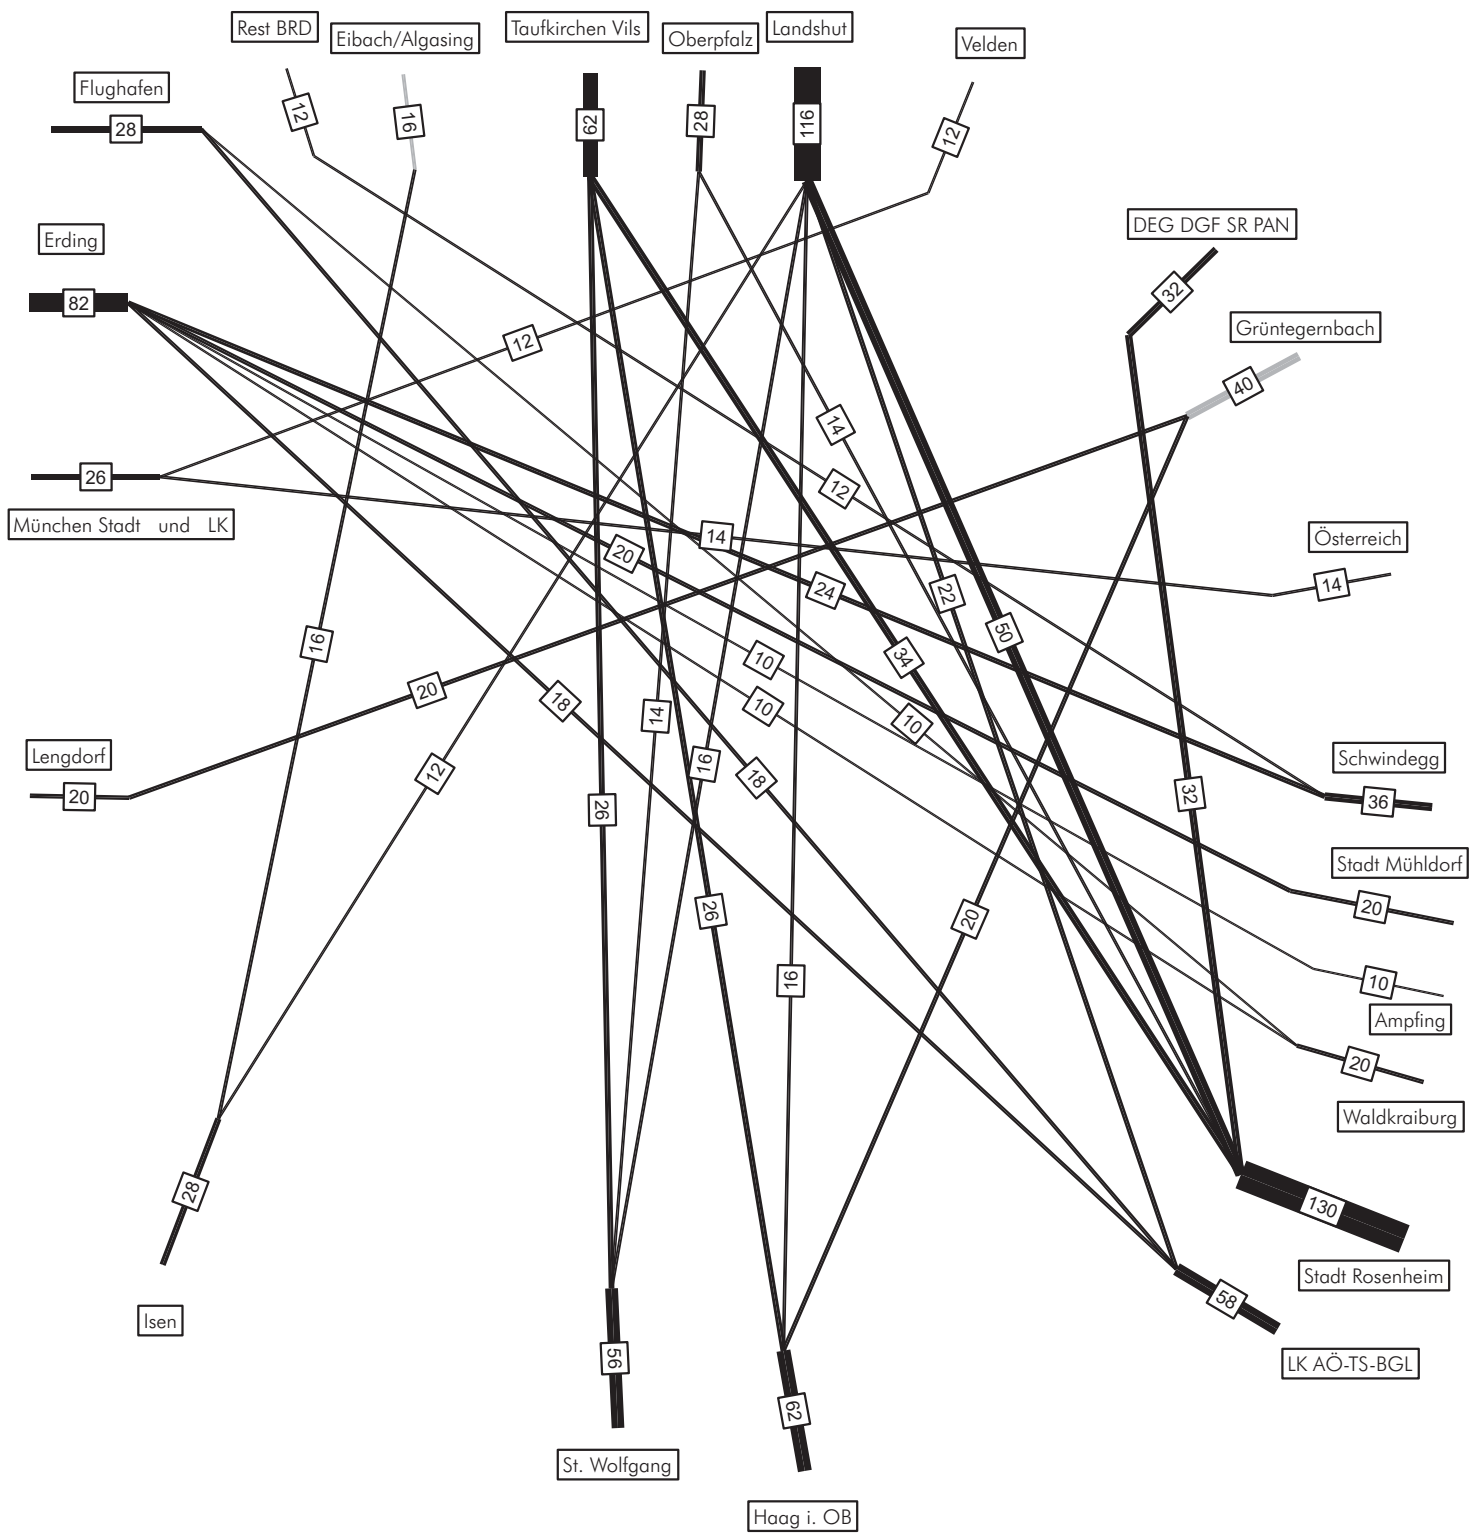 Rest BRD
Eibach/Algasing
Taufkirchen Vils
Oberpfalz
Landshut
Velden
Flughafen
28
12
16
62
28
116
12
DEG DGF SR PAN
Erding
82
32
Grüntegernbach
40
12
14
26
12
München Stadt und LK
14
20
24
22
50
Österreich
14
16
34
10
20
18
10
14
10
16
18
12
Lengdorf
20
26
32
Schwindegg
36
Stadt Mühldorf
20
26
20
16
10
Ampfing
20
Waldkraiburg
28
130
Stadt Rosenheim
58
Isen
56
LK AÖ-TS-BGL
62
St. Wolfgang
Haag i. OB